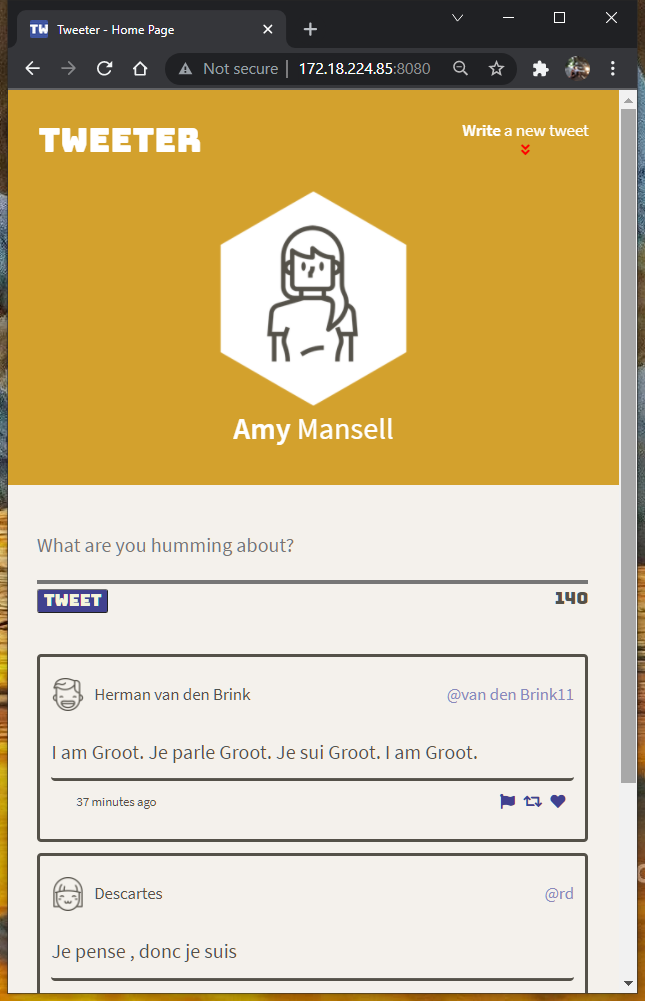 TW Tweeter - Home Page
Not secure | 172.18.224.85:8080
TWEETER
Write a new tweet
Amy Mansell
What are you humming about?
TWEET 140
Herman van den Brink @van den Brink11
I am Groot. Je parle Groot. Je sui Groot. I am Groot.
37 minutes ago
Descartes @rd
Je pense , donc je suis